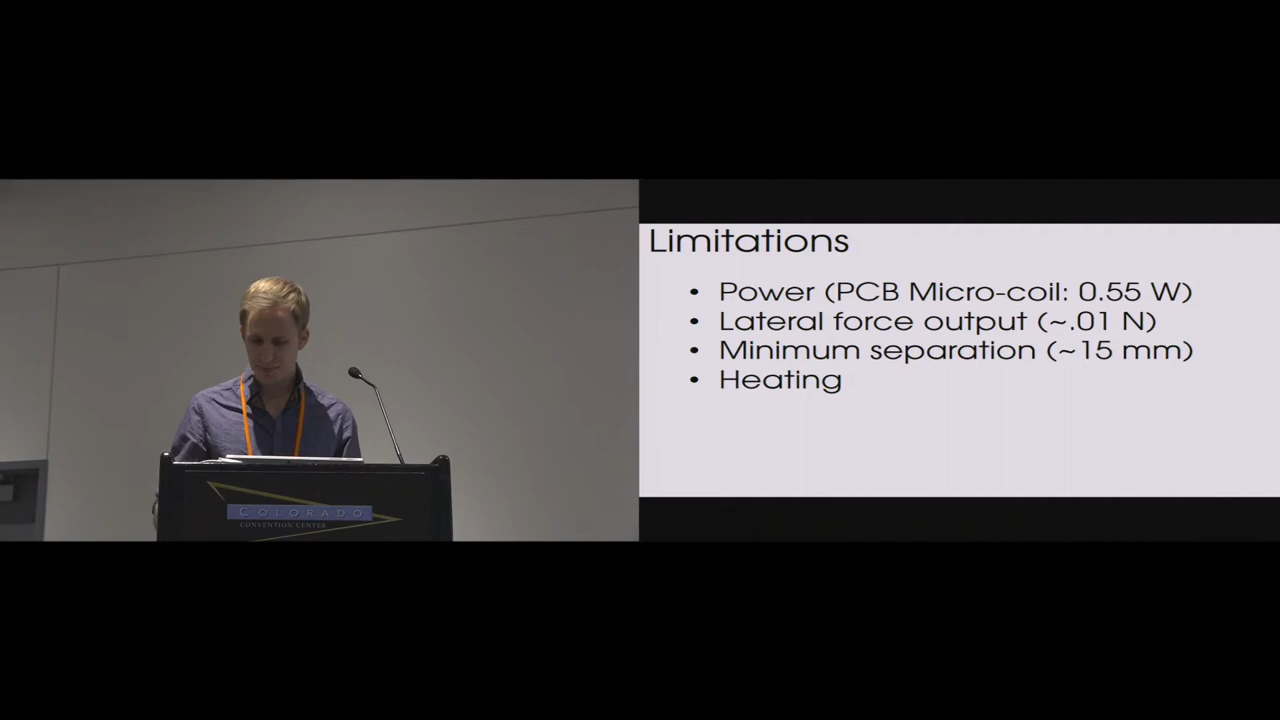 COLORADO
CONVENTION CENTER
Limitations
• Power (PCB Micro-coil: 0.55 W)
• Lateral force output (~.01 N)
• Minimum separation (~15 mm)
• Heating